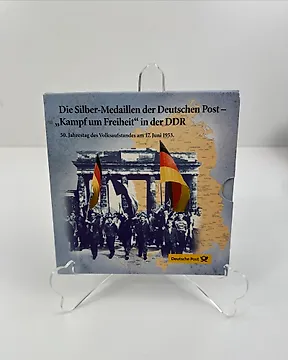 Die Silber-Medaillen der Deutschen Post –
„Kampf um Freiheit“ in der DDR
50. Jahrestag des Volksaufstandes am 17. Juni 1953.
Deutsche Post